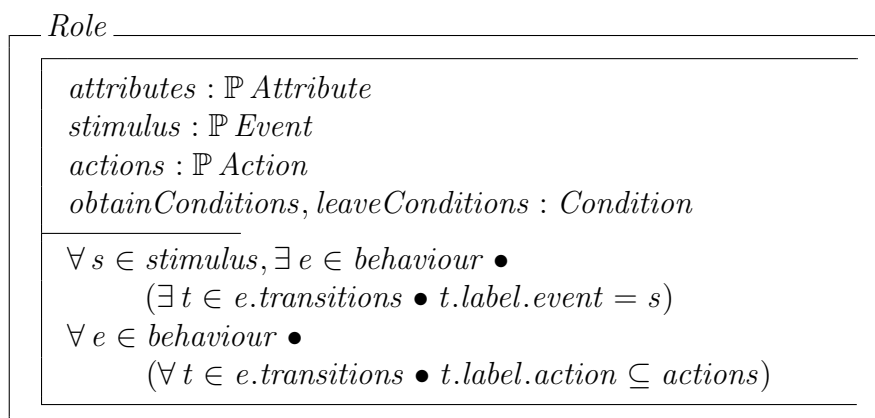 Role
attributes : ℙ Attribute
stimulus : ℙ Event
actions : ℙ Action
obtainConditions, leaveConditions : Condition
∀ s ∈ stimulus, ∃ e ∈ behaviour •
(∃ t ∈ e.transitions • t.label.event = s)
∀ e ∈ behaviour •
(∀ t ∈ e.transitions • t.label.action ⊆ actions)